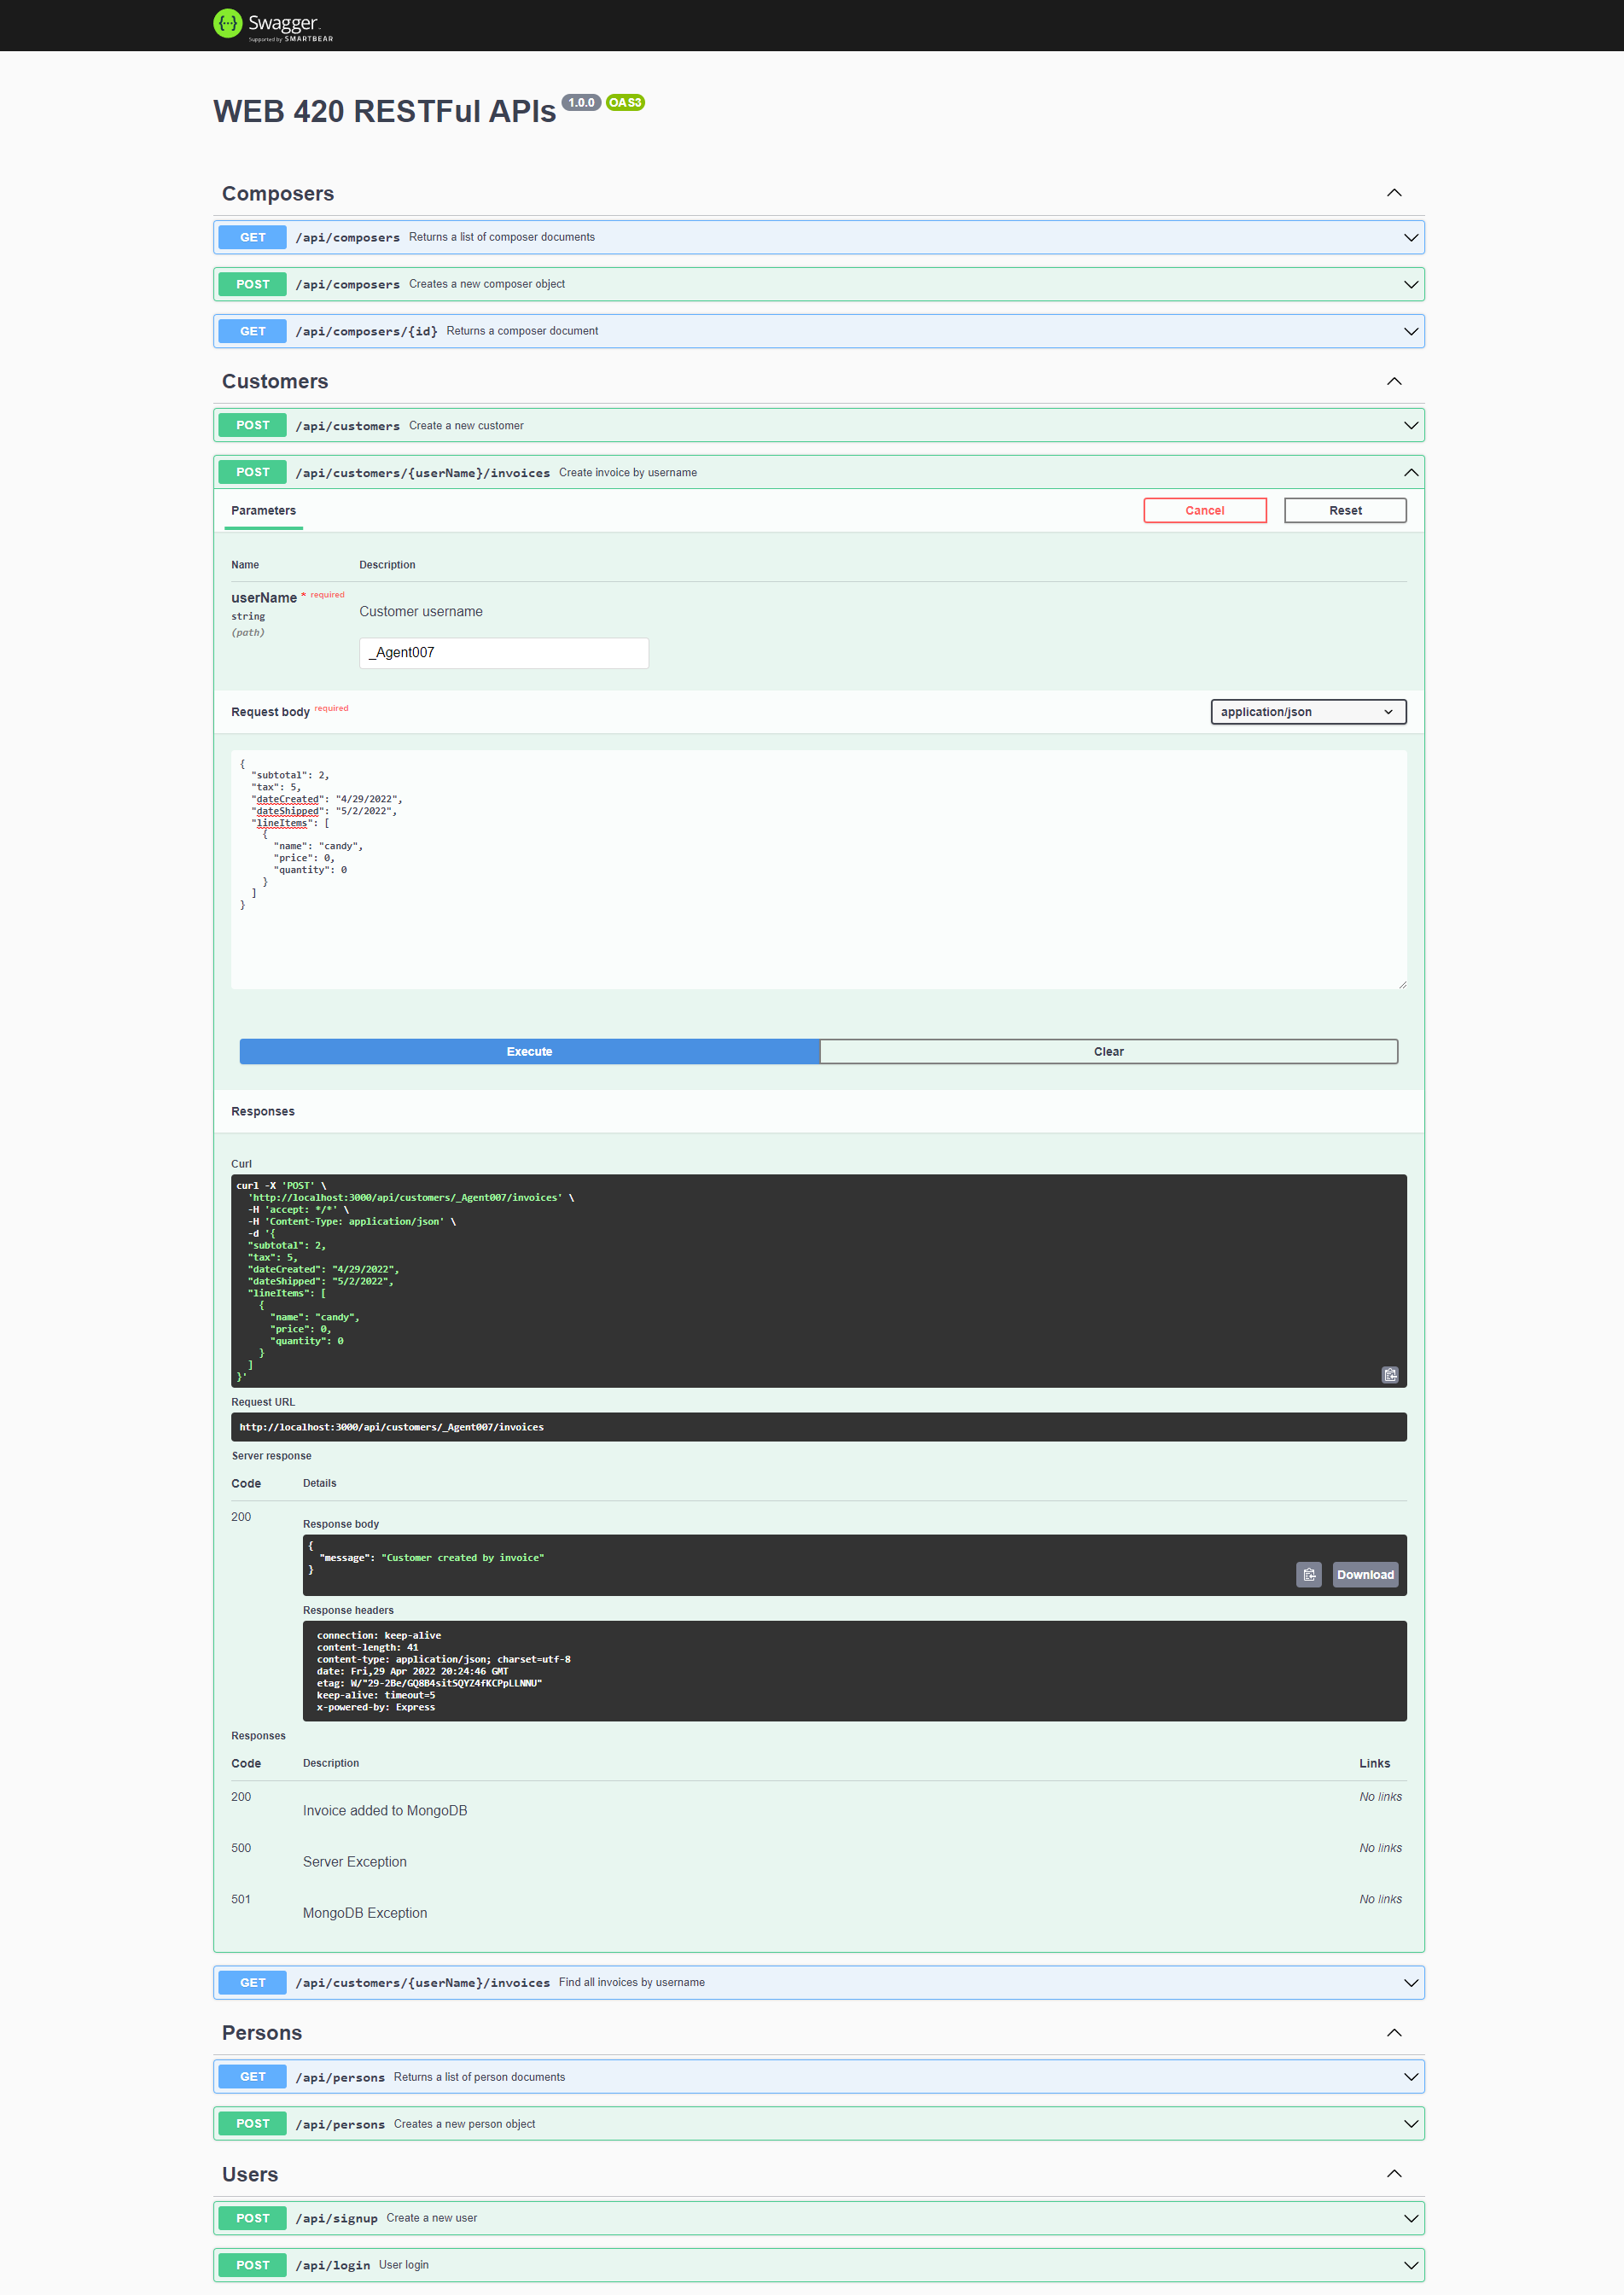 Swagger
Supported by SMARTBEAR
WEB 420 RESTFul APIs 1.0.0 OAS3
Composers
GET /api/composers Returns a list of composer documents
POST /api/composers Creates a new composer object
GET /api/composers/{id} Returns a composer document
Customers
POST /api/customers Create a new customer
POST /api/customers/{userName}/invoices Create invoice by username
Parameters Cancel Reset
Name Description
userName * required
string
(path)
Customer username
_Agent007
Request body required application/json
{
"subtotal": 2,
"tax": 5,
"dateCreated": "4/29/2022",
"dateShipped": "5/2/2022",
"lineItems": [
{
"name": "candy",
"price": 0,
"quantity": 0
}
]
}
Execute Clear
Responses
Curl
curl -X 'POST' \
'http://localhost:3000/api/customers/_Agent007/invoices' \
-H 'accept: */*' \
-H 'Content-Type: application/json' \
-d '{
"subtotal": 2,
"tax": 5,
"dateCreated": "4/29/2022",
"dateShipped": "5/2/2022",
"lineItems": [
{
"name": "candy",
"price": 0,
"quantity": 0
}
]
}'
Request URL
http://localhost:3000/api/customers/_Agent007/invoices
Server response
Code Details
200
Response body
{
"message": "Customer created by invoice"
}
Download
Response headers
connection: keep-alive
content-length: 41
content-type: application/json; charset=utf-8
date: Fri,29 Apr 2022 20:24:46 GMT
etag: W/"29-2Be/GQ8B4sitSQYZ4fKCPpLLNNU"
keep-alive: timeout=5
x-powered-by: Express
Responses
Code Description Links
200 Invoice added to MongoDB No links
500 Server Exception No links
501 MongoDB Exception No links
GET /api/customers/{userName}/invoices Find all invoices by username
Persons
GET /api/persons Returns a list of person documents
POST /api/persons Creates a new person object
Users
POST /api/signup Create a new user
POST /api/login User login